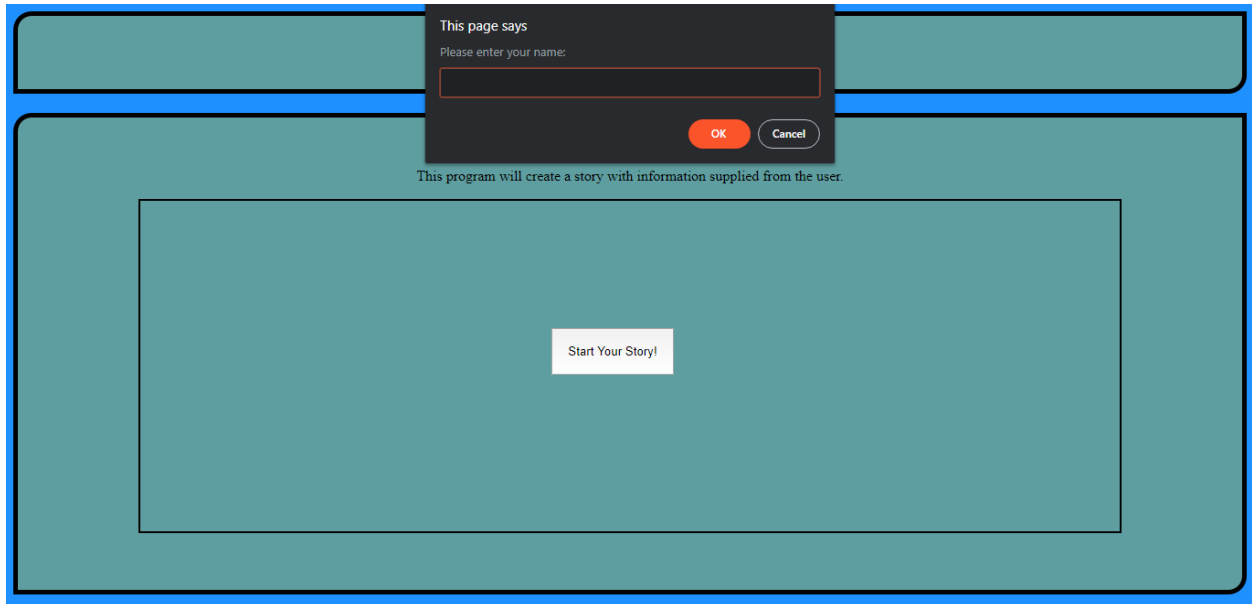 This page says
Please enter your name:
OK
Cancel
This program will create a story with information supplied from the user.
Start Your Story!